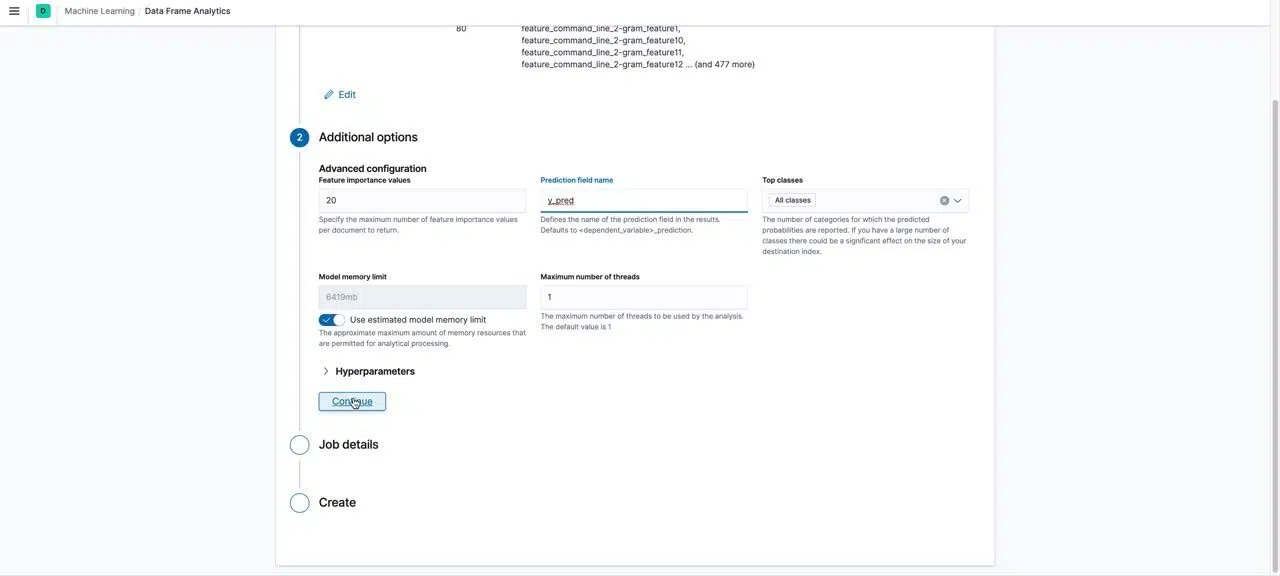 D Machine Learning / Data Frame Analytics
80 feature_command_line_2-gram_feature1,
feature_command_line_2-gram_feature10,
feature_command_line_2-gram_feature11,
feature_command_line_2-gram_feature12 ... (and 477 more)
Edit
2 Additional options
Advanced configuration
Feature importance values
20
Specify the maximum number of feature importance values
per document to return.
Prediction field name
y_pred
Defines the name of the prediction field in the results.
Defaults to <dependent_variable>_prediction.
Top classes
All classes
The number of categories for which the predicted
probabilities are reported. If you have a large number of
classes there could be a significant effect on the size of your
destination index.
Model memory limit
6419mb
Use estimated model memory limit
The approximate maximum amount of memory resources that
are permitted for analytical processing.
Maximum number of threads
1
The maximum number of threads to be used by the analysis.
The default value is 1
Hyperparameters
Continue
Job details
Create